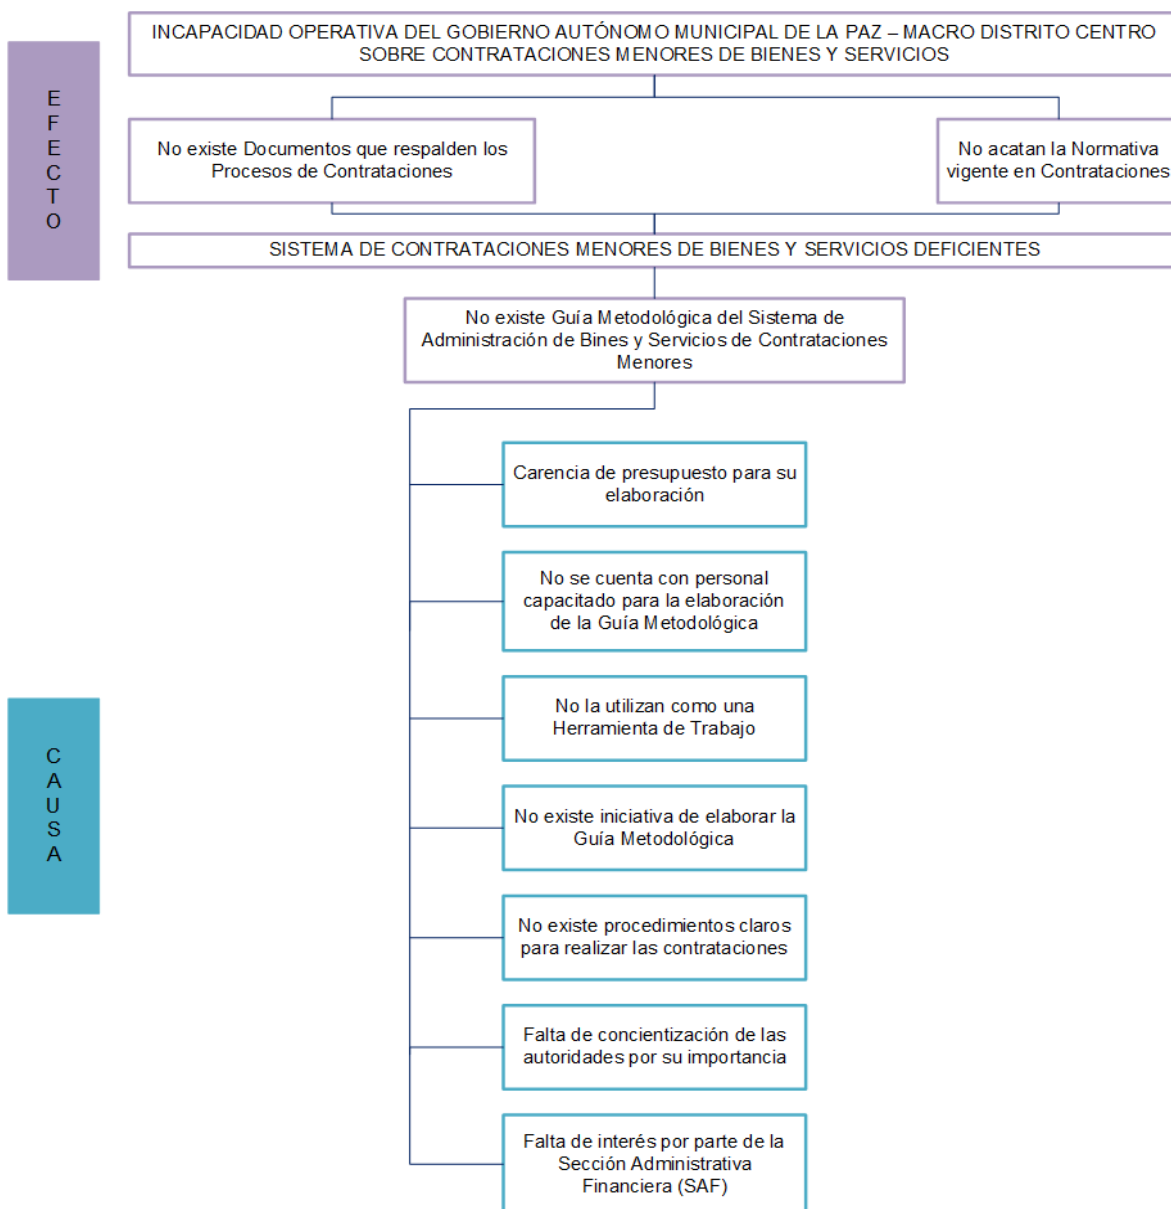 INCAPACIDAD OPERATIVA DEL GOBIERNO AUTÓNOMO MUNICIPAL DE LA PAZ – MACRO DISTRITO CENTRO
SOBRE CONTRATACIONES MENORES DE BIENES Y SERVICIOS
E
F
E
C
T
O
No existe Documentos que respalden los
Procesos de Contrataciones
No acatan la Normativa
vigente en Contrataciones
SISTEMA DE CONTRATACIONES MENORES DE BIENES Y SERVICIOS DEFICIENTES
No existe Guía Metodológica del Sistema de
Administración de Bines y Servicios de Contrataciones
Menores
Carencia de presupuesto para su
elaboración
No se cuenta con personal
capacitado para la elaboración
de la Guía Metodológica
No la utilizan como una
Herramienta de Trabajo
C
A
U
S
A
No existe iniciativa de elaborar la
Guía Metodológica
No existe procedimientos claros
para realizar las contrataciones
Falta de concientización de las
autoridades por su importancia
Falta de interés por parte de la
Sección Administrativa
Financiera (SAF)